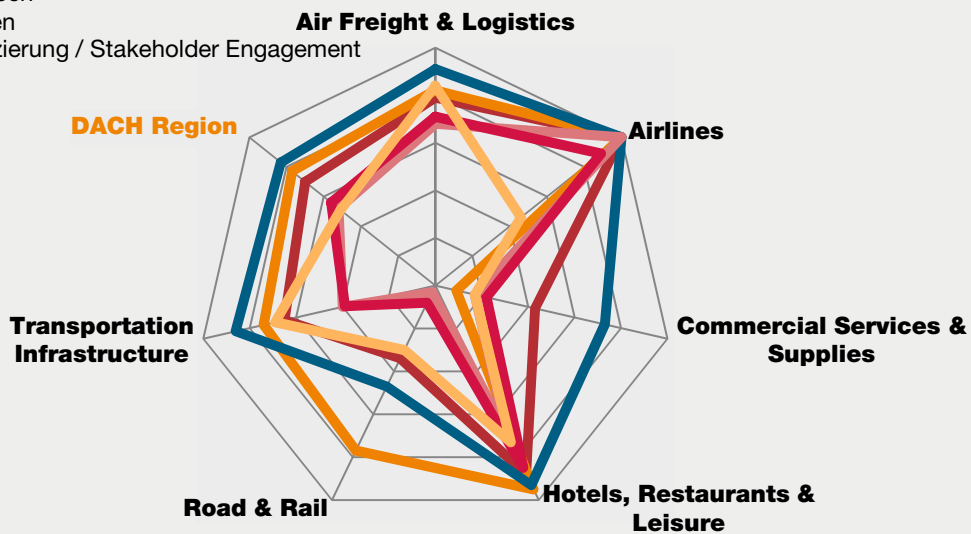 Air Freight & Logistics
zierung / Stakeholder Engagement
DACH Region
Airlines
Transportation
Infrastructure
Commercial Services &
Supplies
Road & Rail
Hotels, Restaurants &
Leisure